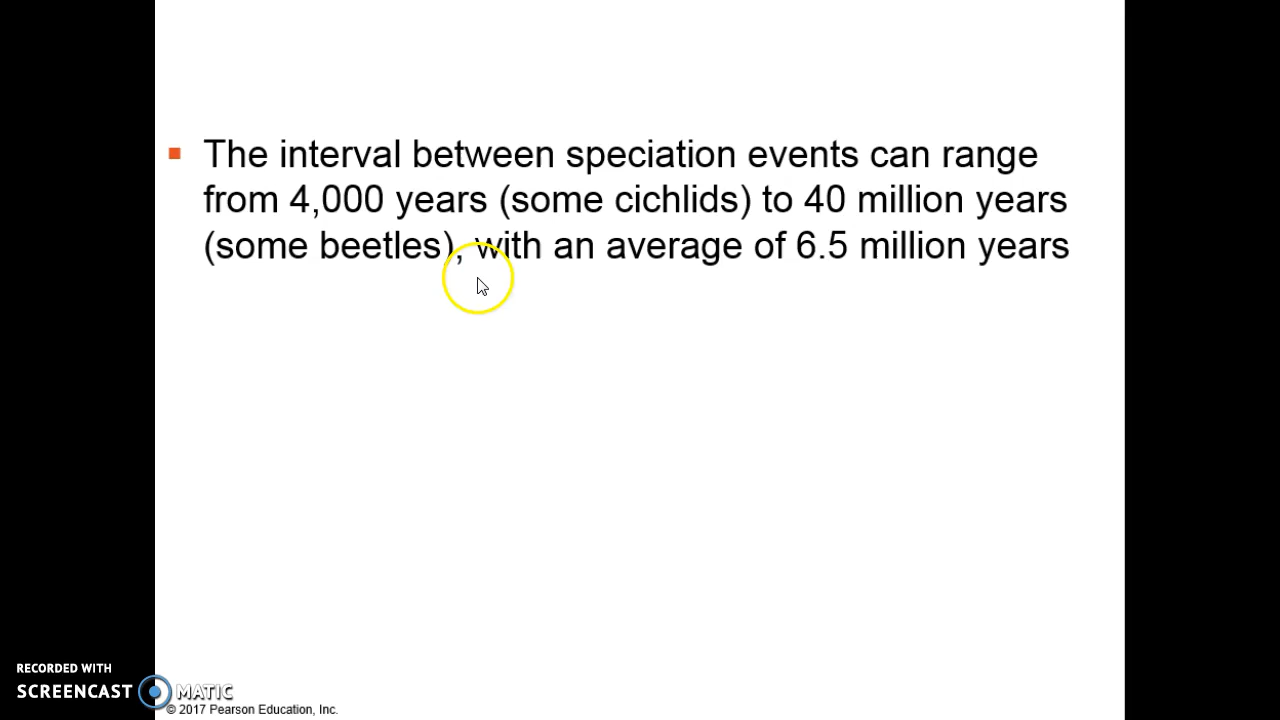 The interval between speciation events can range
from 4,000 years (some cichlids) to 40 million years
(some beetles), with an average of 6.5 million years
RECORDED WITH
SCREENCAST MATIC
© 2017 Pearson Education, Inc.